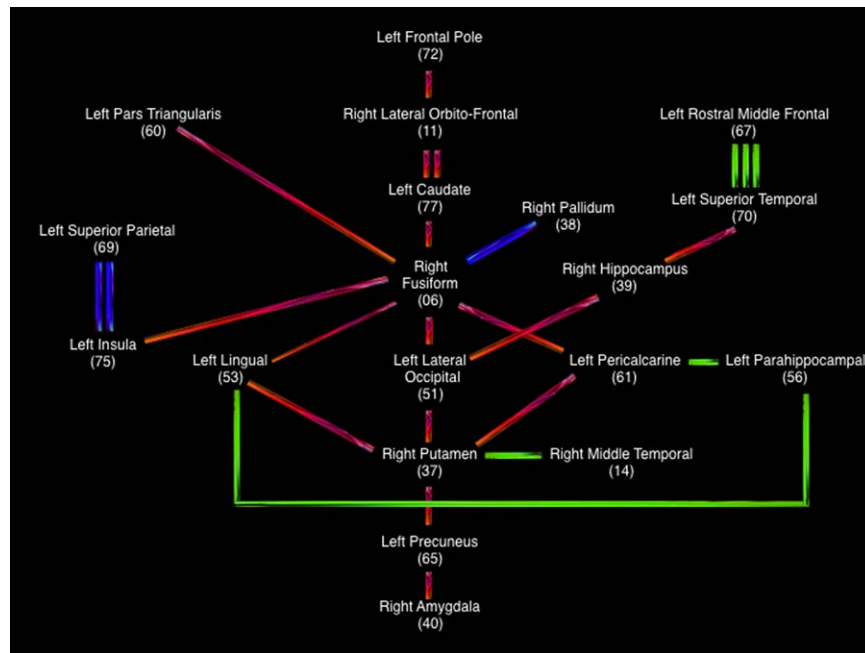 Left Frontal Pole
(72)
Left Pars Triangularis
(60)
Right Lateral Orbito-Frontal
(11)
Left Rostral Middle Frontal
(67)
Left Caudate
(77)
Right Pallidum
(38)
Left Superior Temporal
(70)
Left Superior Parietal
(69)
Right
Fusiform
(06)
Right Hippocampus
(39)
Left Insula
(75)
Left Lingual
(53)
Left Lateral
Occipital
(51)
Left Pericalcarine
(61)
Left Parahippocampal
(56)
Right Putamen
(37)
Right Middle Temporal
(14)
Left Precuneus
(65)
Right Amygdala
(40)